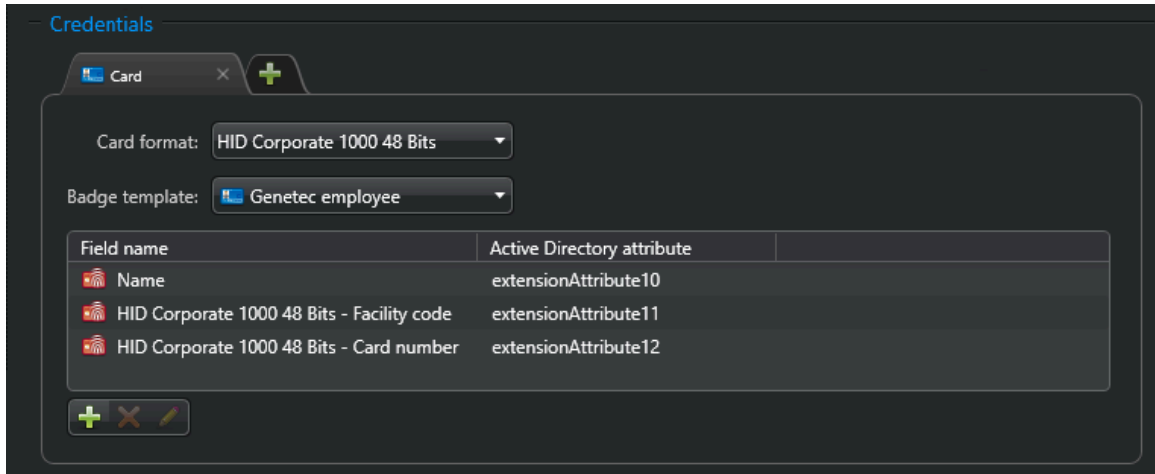 Credentials
Card
Card format: HID Corporate 1000 48 Bits
Badge template: Genetec employee
Field name Active Directory attribute
Name extensionAttribute10
HID Corporate 1000 48 Bits - Facility code extensionAttribute11
HID Corporate 1000 48 Bits - Card number extensionAttribute12